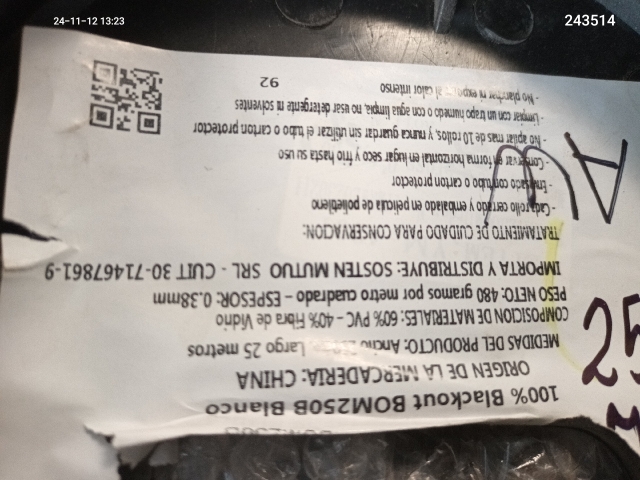 24-11-12 13:23
243514
100% Blackout BOM250B Blanco
ORIGEN DE LA MERCADERIA: CHINA
MEDIDAS DEL PRODUCTO: Ancho Largo 25 metros
COMPOSICION DE MATERIALES: 60% PVC - 40% Fibra de Vidrio
PESO NETO: 480 gramos por metro cuadrado - ESPESOR: 0.38mm
IMPORTA Y DISTRIBUYE: SOSTEN MUTUO SRL - CUIT 30-71467861-9
TRATAMIENTO DE CUIDADO PARA CONSERVACION:
- Cada rollo cerrado y embalado en película de polietileno
- Envasado con tubo carton o carton protector
- Conservar en forma horizontal en lugar seco y frio y hasta su uso
- No apilar mas de 10 rollos, y nunca guardar sin utilizar el tubo o carton protector
- Limpiar con un trapo humedo o con agua limpia, no usar detergente ni solventes
- No planchar ni exponer al calor intenso
92
A
25